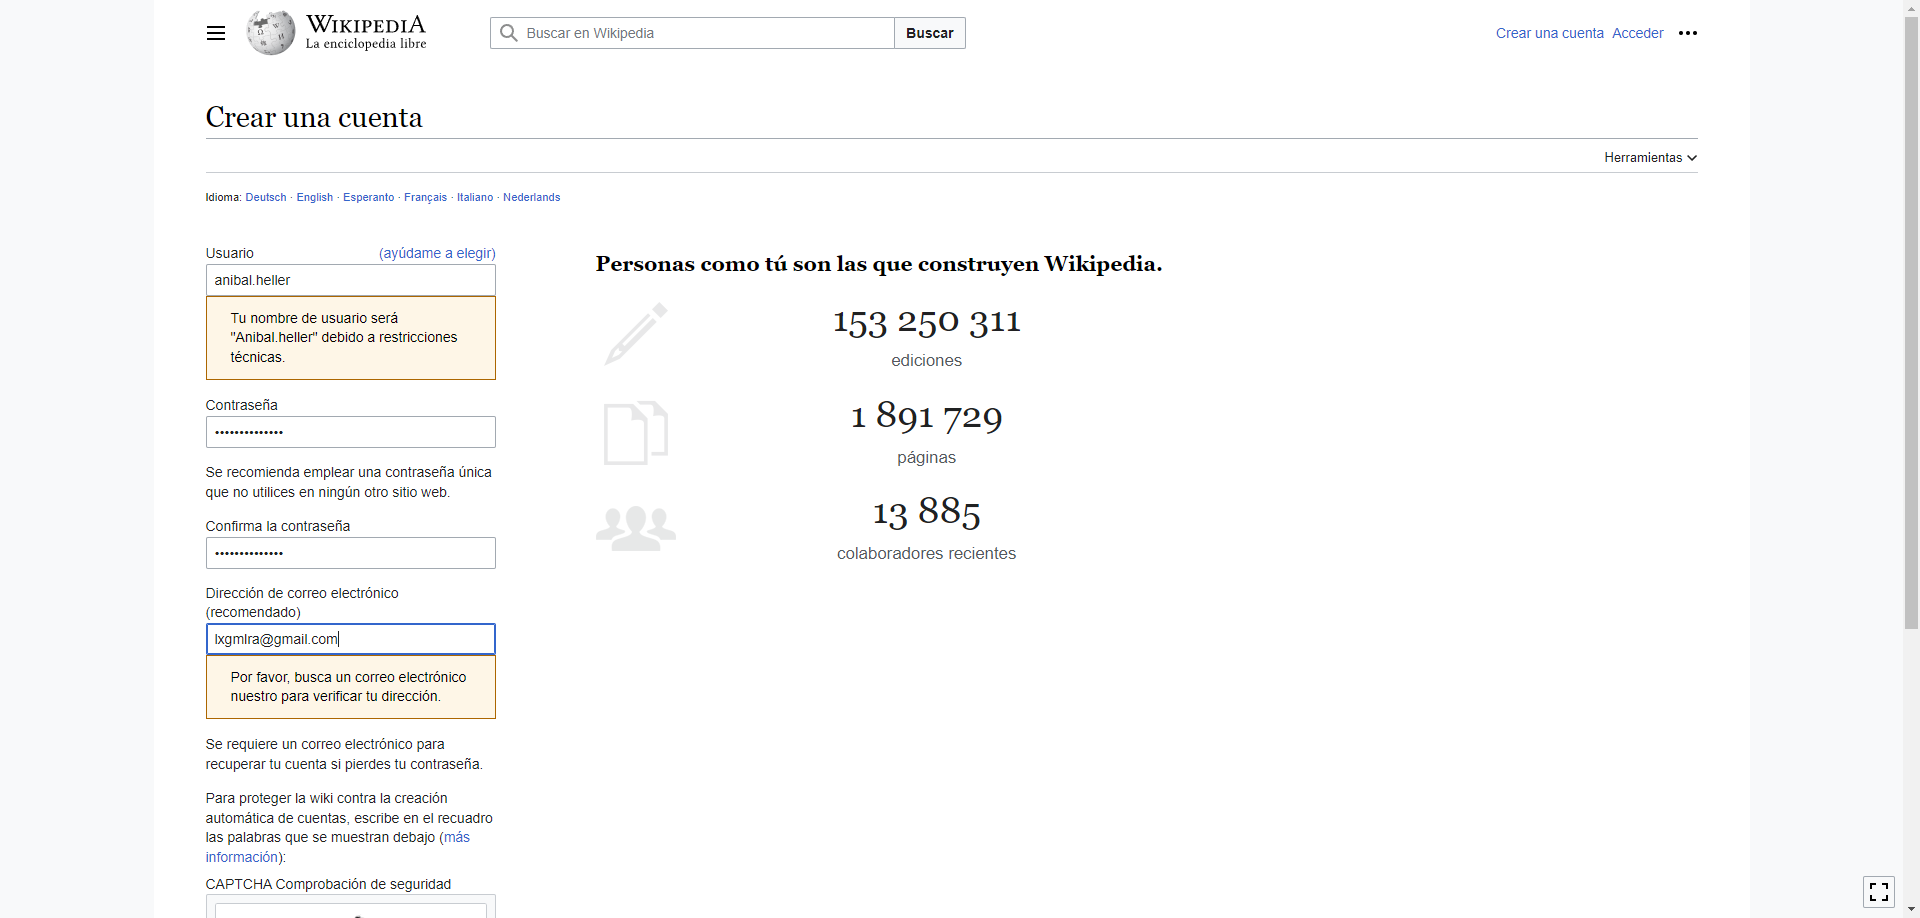 WIKIPEDIA
La enciclopedia libre
Buscar en Wikipedia
Buscar
Crear una cuenta Acceder
Crear una cuenta
Herramientas
Idioma: Deutsch · English · Esperanto · Français · Italiano · Nederlands
Usuario (ayúdame a elegir)
anibal.heller
Tu nombre de usuario será
"Anibal.heller" debido a restricciones
técnicas.
Contraseña
••••••••••••••
Se recomienda emplear una contraseña única
que no utilices en ningún otro sitio web.
Confirma la contraseña
••••••••••••••
Dirección de correo electrónico
(recomendado)
lxgmlra@gmail.com
Por favor, busca un correo electrónico
nuestro para verificar tu dirección.
Se requiere un correo electrónico para
recuperar tu cuenta si pierdes tu contraseña.
Para proteger la wiki contra la creación
automática de cuentas, escribe en el recuadro
las palabras que se muestran debajo (más
información):
CAPTCHA Comprobación de seguridad
Personas como tú son las que construyen Wikipedia.
153 250 311
ediciones
1 891 729
páginas
13 885
colaboradores recientes